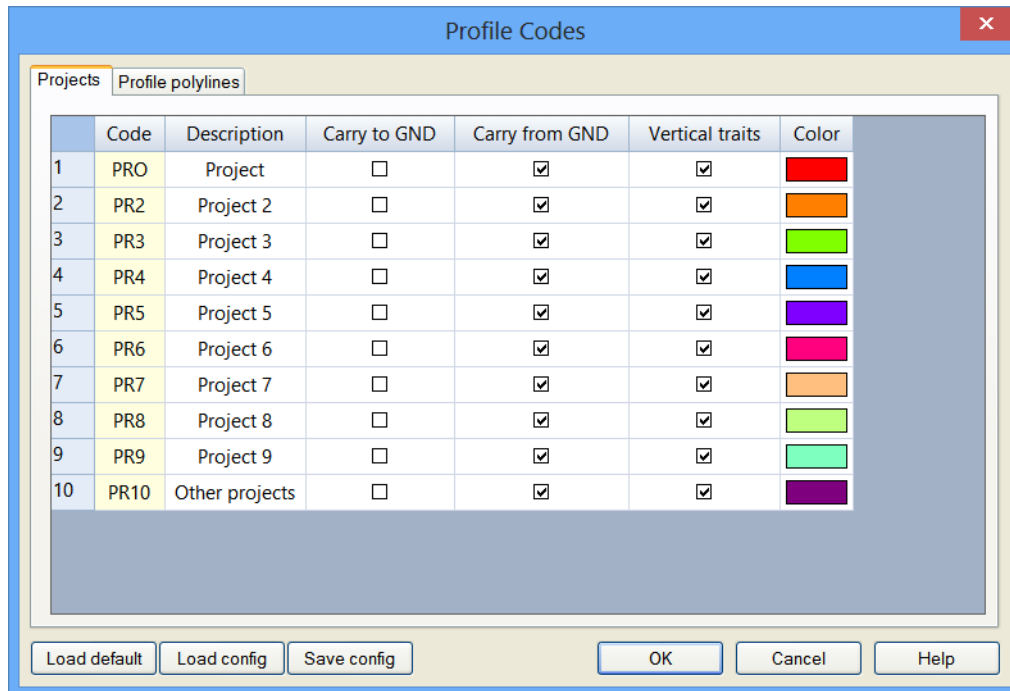 Profile Codes
Projects Profile polylines
Code Description Carry to GND Carry from GND Vertical traits Color
1 PRO Project
2 PR2 Project 2
3 PR3 Project 3
4 PR4 Project 4
5 PR5 Project 5
6 PR6 Project 6
7 PR7 Project 7
8 PR8 Project 8
9 PR9 Project 9
10 PR10 Other projects
Load default Load config Save config OK Cancel Help